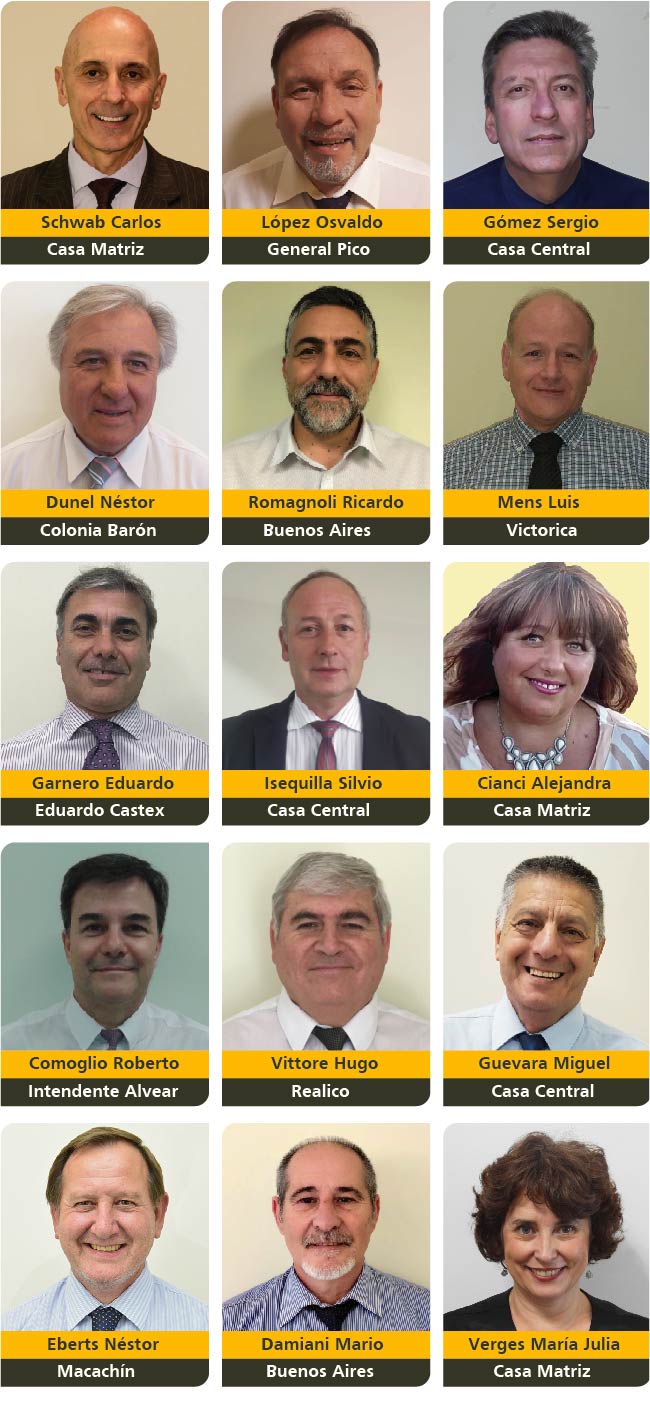 Schwab Carlos
Casa Matriz
López Osvaldo
General Pico
Gómez Sergio
Casa Central
Dunel Néstor
Colonia Barón
Romagnoli Ricardo
Buenos Aires
Mens Luis
Victorica
Garnero Eduardo
Eduardo Castex
Isequilla Silvio
Casa Central
Cianci Alejandra
Casa Matriz
Comoglio Roberto
Intendente Alvear
Vittore Hugo
Realico
Guevara Miguel
Casa Central
Eberts Néstor
Macachín
Damiani Mario
Buenos Aires
Verges María Julia
Casa Matriz